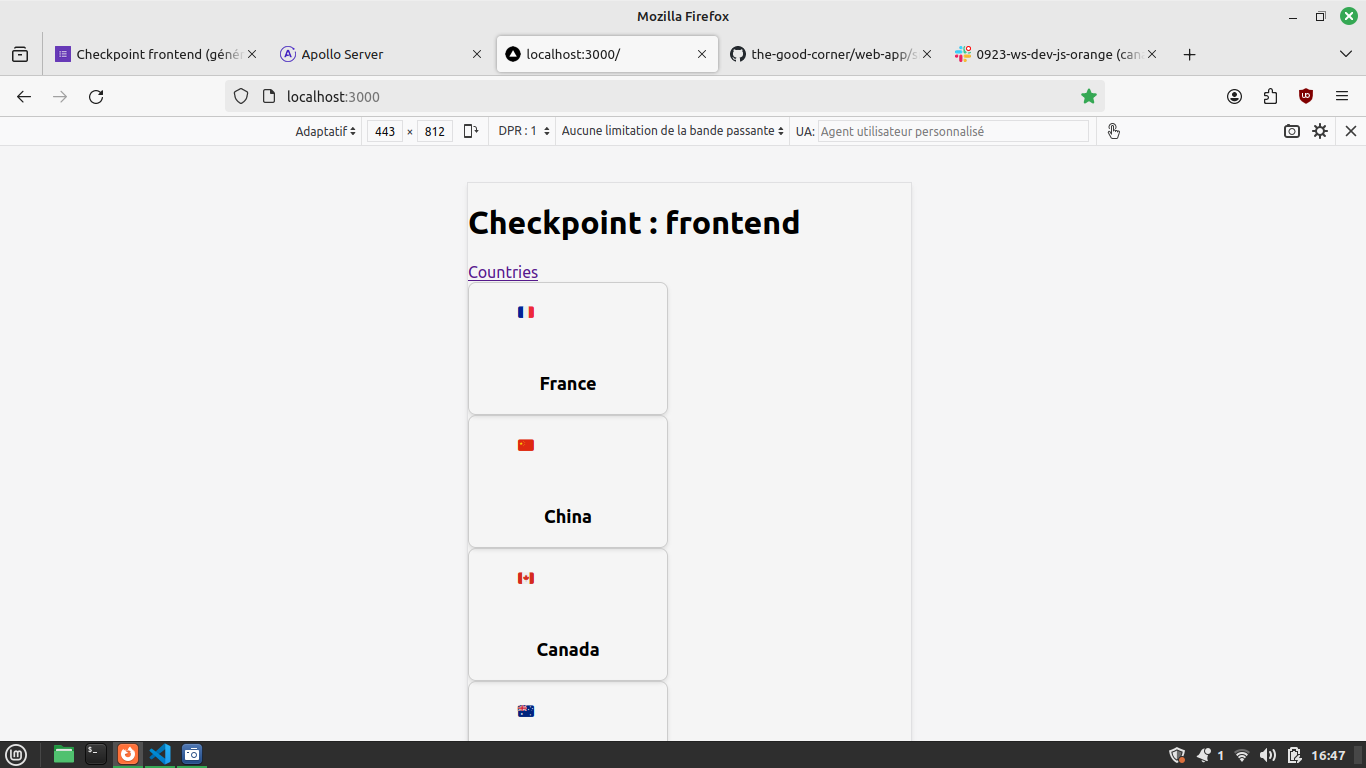 Mozilla Firefox
Checkpoint frontend (génér
Apollo Server
localhost:3000/
the-good-corner/web-app/s
0923-ws-dev-js-orange (can
localhost:3000
Adaptatif 443 × 812 DPR : 1 Aucune limitation de la bande passante UA: Agent utilisateur personnalisé
Checkpoint : frontend
Countries
France
China
Canada
1 16:47